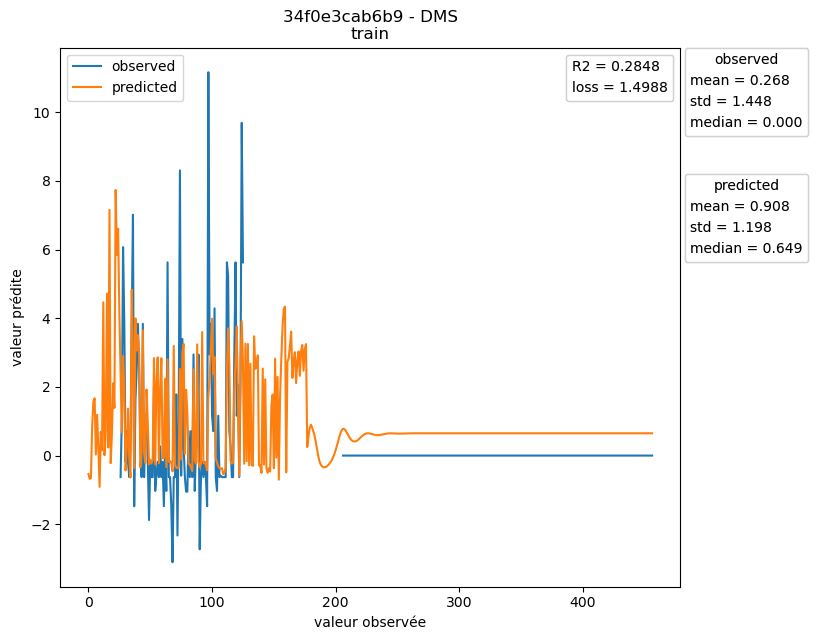 34f0e3cab6b9 - DMS
train
observed
predicted
R2 = 0.2848
loss = 1.4988
observed
mean = 0.268
std = 1.448
median = 0.000
predicted
mean = 0.908
std = 1.198
median = 0.649
valeur prédite
10
8
6
4
2
0
−2
0
100
200
300
400
valeur observée